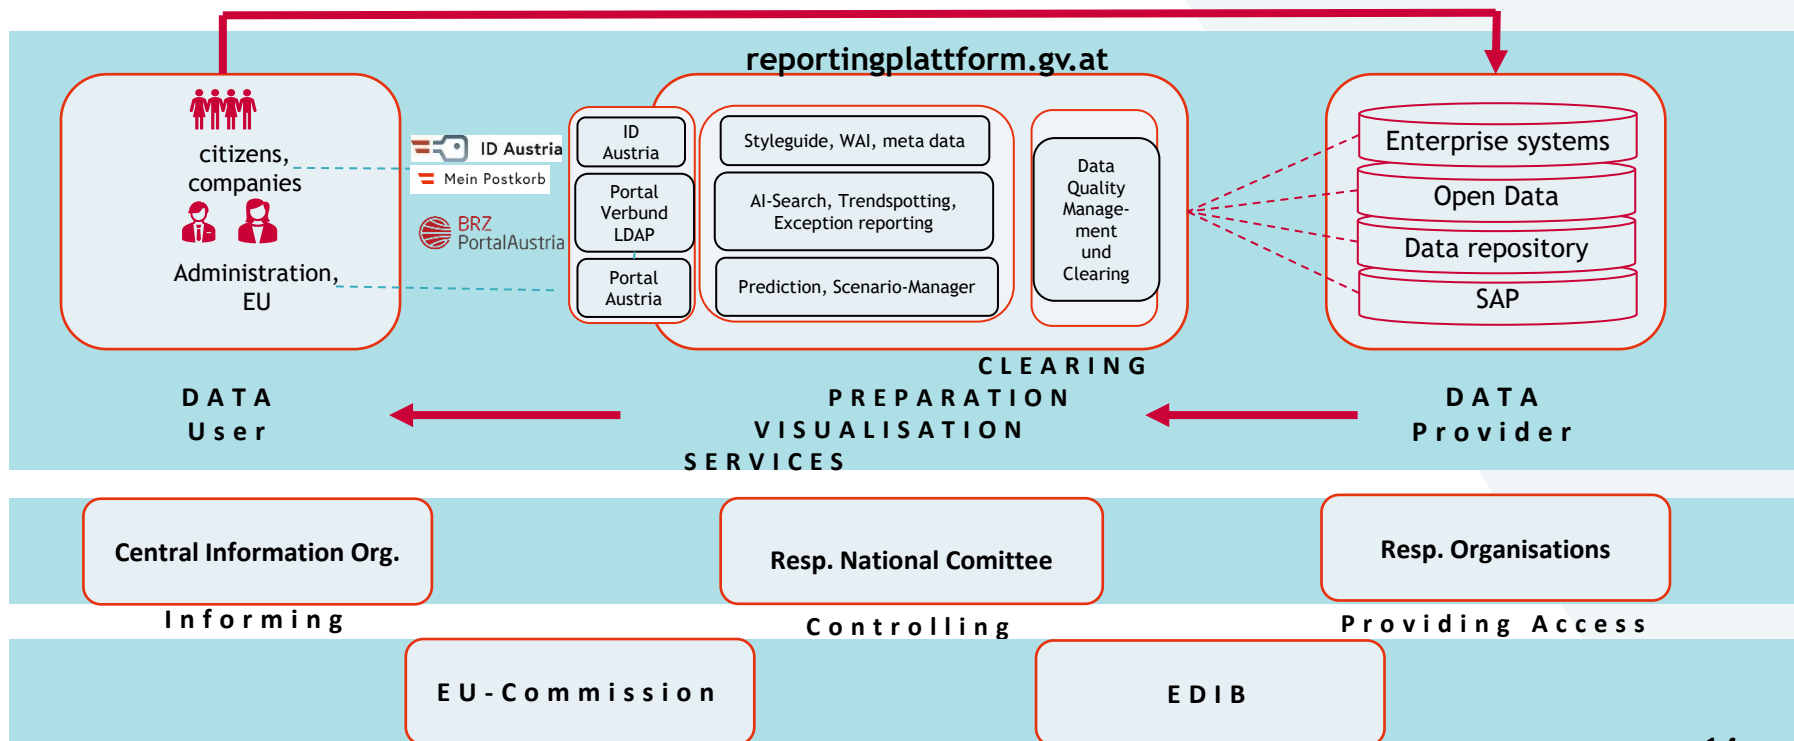 reportingplattform.gv.at
citizens,
companies
Administration,
EU
ID Austria
Mein Postkorb
BRZ
PortalAustria
ID
Austria
Portal
Verbund
LDAP
Portal
Austria
Styleguide, WAI, meta data
AI-Search, Trendspotting,
Exception reporting
Prediction, Scenario-Manager
Data
Quality
Manage-
ment
und
Clearing
Enterprise systems
Open Data
Data repository
SAP
DATA
User
CLEARING
PREPARATION
VISUALISATION
SERVICES
DATA
Provider
Central Information Org.
Resp. National Comittee
Resp. Organisations
Informing
Controlling
Providing Access
EU-Commission
EDIB